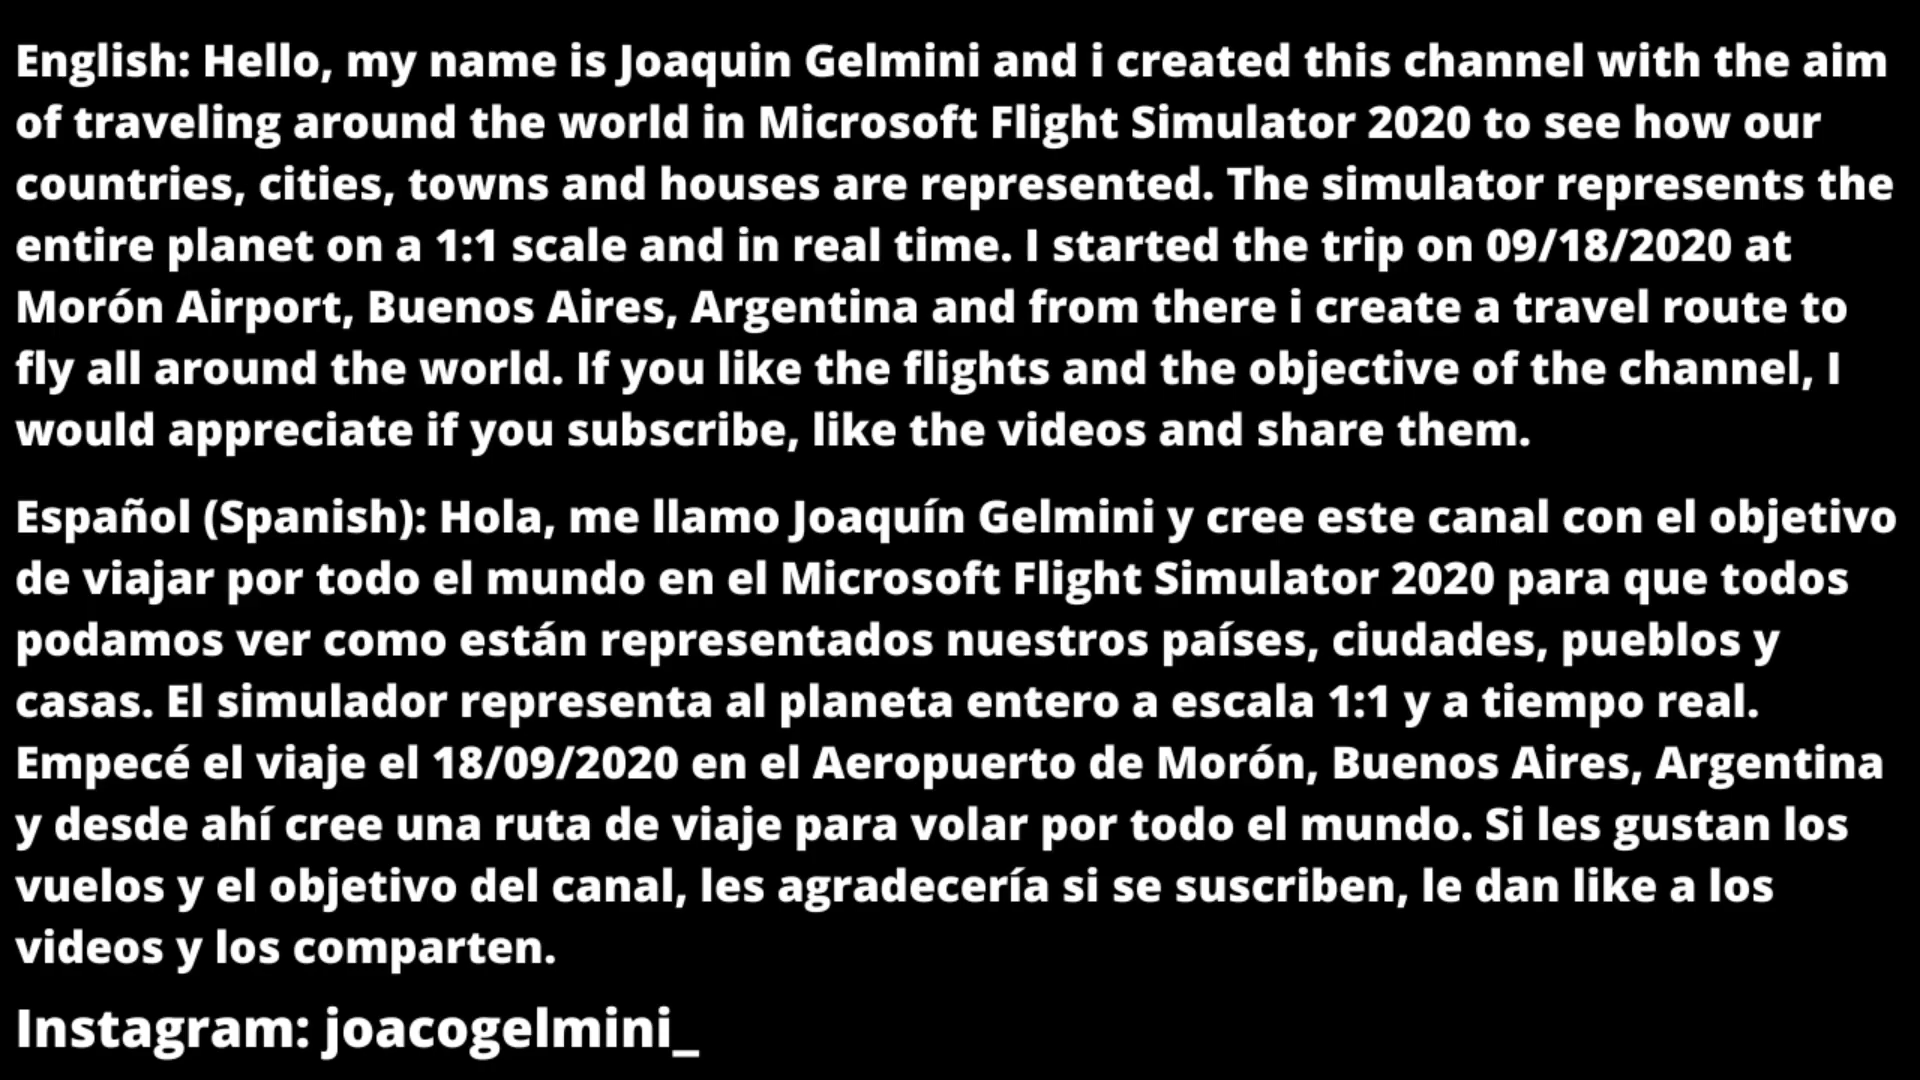 English: Hello, my name is Joaquin Gelmini and i created this channel with the aim
of traveling around the world in Microsoft Flight Simulator 2020 to see how our
countries, cities, towns and houses are represented. The simulator represents the
entire planet on a 1:1 scale and in real time. I started the trip on 09/18/2020 at
Morón Airport, Buenos Aires, Argentina and from there i create a travel route to
fly all around the world. If you like the flights and the objective of the channel, I
would appreciate if you subscribe, like the videos and share them.
Español (Spanish): Hola, me llamo Joaquín Gelmini y cree este canal con el objetivo
de viajar por todo el mundo en el Microsoft Flight Simulator 2020 para que todos
podamos ver como están representados nuestros países, ciudades, pueblos y
casas. El simulador representa al planeta entero a escala 1:1 y a tiempo real.
Empecé el viaje el 18/09/2020 en el Aeropuerto de Morón, Buenos Aires, Argentina
y desde ahí cree una ruta de viaje para volar por todo el mundo. Si les gustan los
vuelos y el objetivo del canal, les agradecería si se suscriben, le dan like a los
videos y los comparten.
Instagram: joacogelmini_